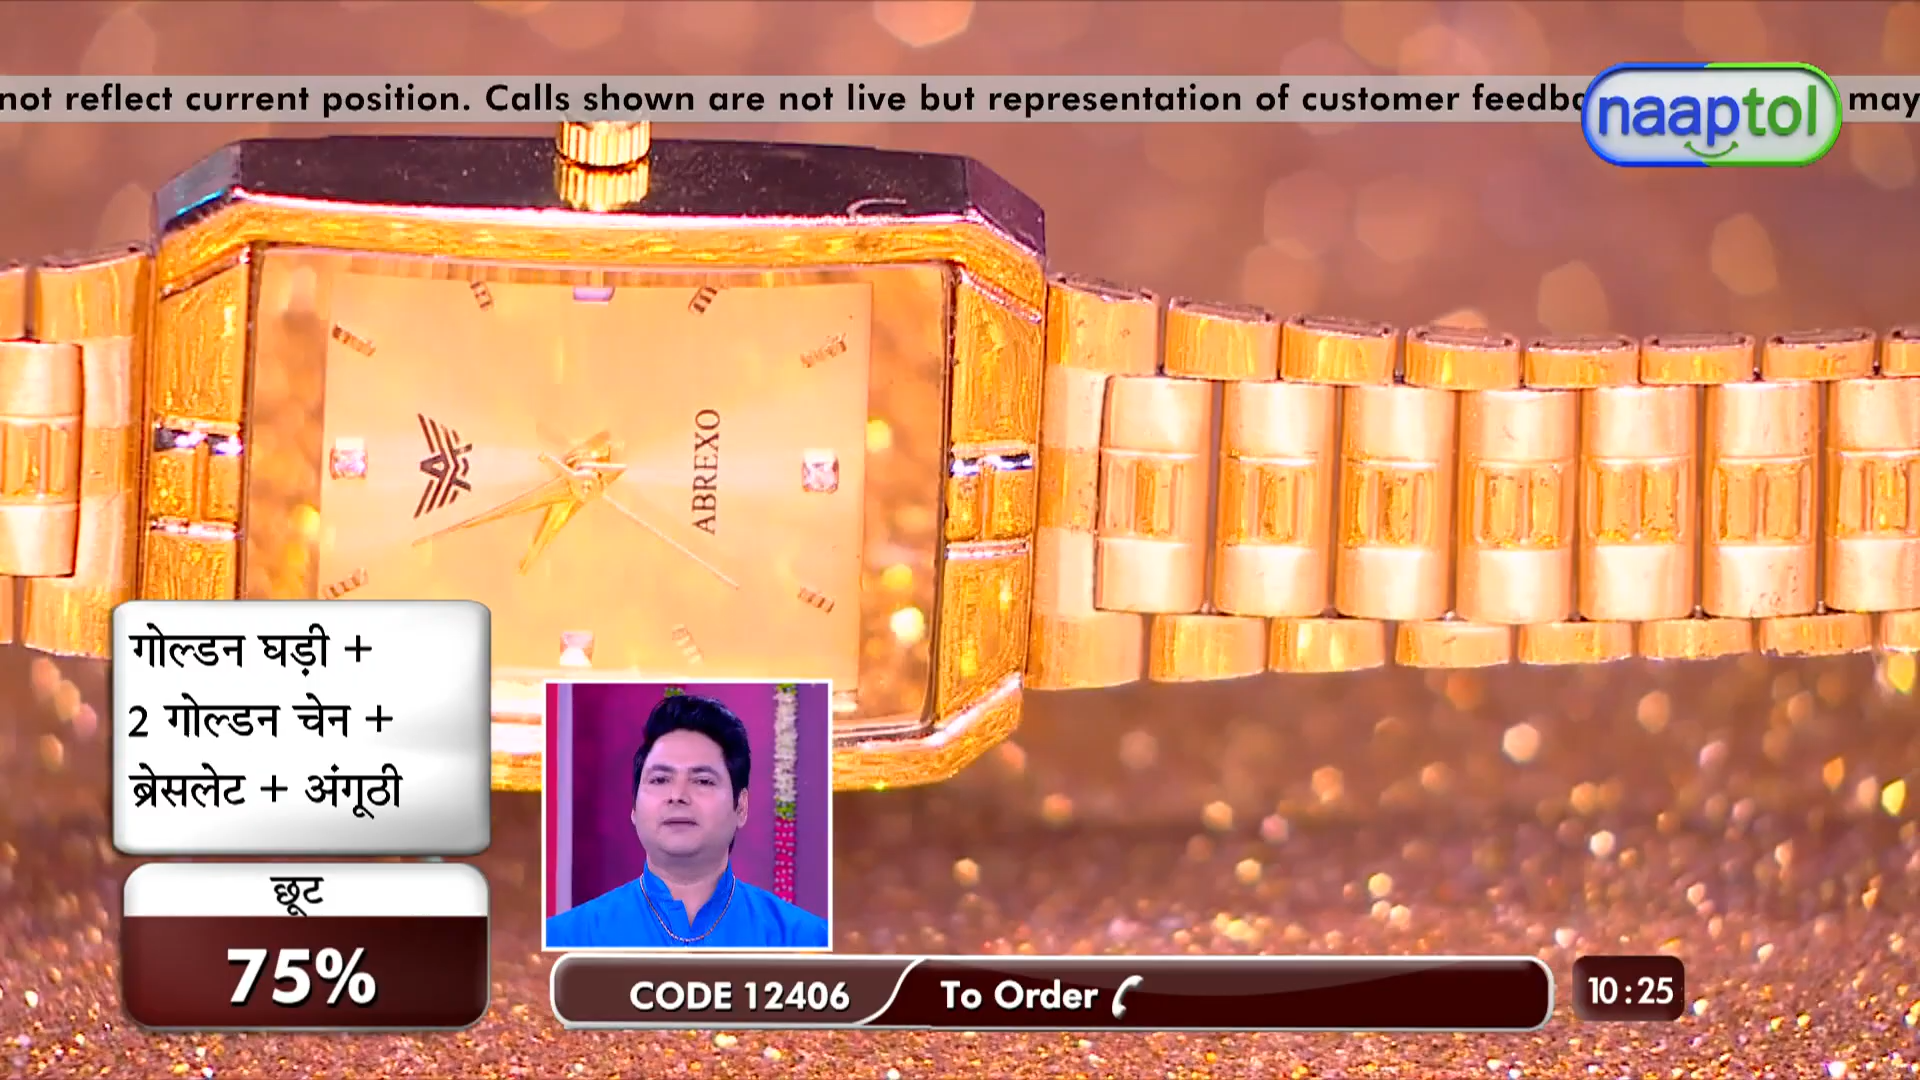 not reflect current position. Calls shown are not live but representation of customer feedba
may
naaptol
ABREXO
गोल्डन घड़ी +
2 गोल्डन चेन +
ब्रेसलेट + अंगूठी
छूट
75%
CODE 12406
To Order
10:25